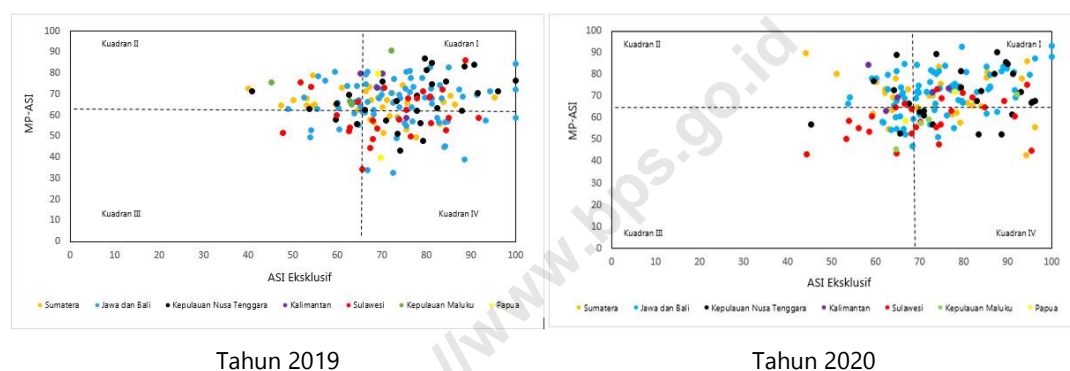 100
90
80
70
60
50
40
30
20
10
0
MP-ASI
Kuadran II
Kuadran I
Kuadran III
Kuadran IV
0 10 20 30 40 50 60 70 80 90 100
ASI Eksklusif
Sumatera Jawa dan Bali Kepulauan Nusa Tenggara Kalimantan Sulawesi Kepulauan Maluku Papua
Tahun 2019
100
90
80
70
60
50
40
30
20
10
0
MP-ASI
Kuadran II
Kuadran I
Kuadran III
Kuadran IV
0 10 20 30 40 50 60 70 80 90 100
ASI Eksklusif
Sumatera Jawa dan Bali Kepulauan Nusa Tenggara Kalimantan Sulawesi Kepulauan Maluku Papua
Tahun 2020
//www.bps.go.id